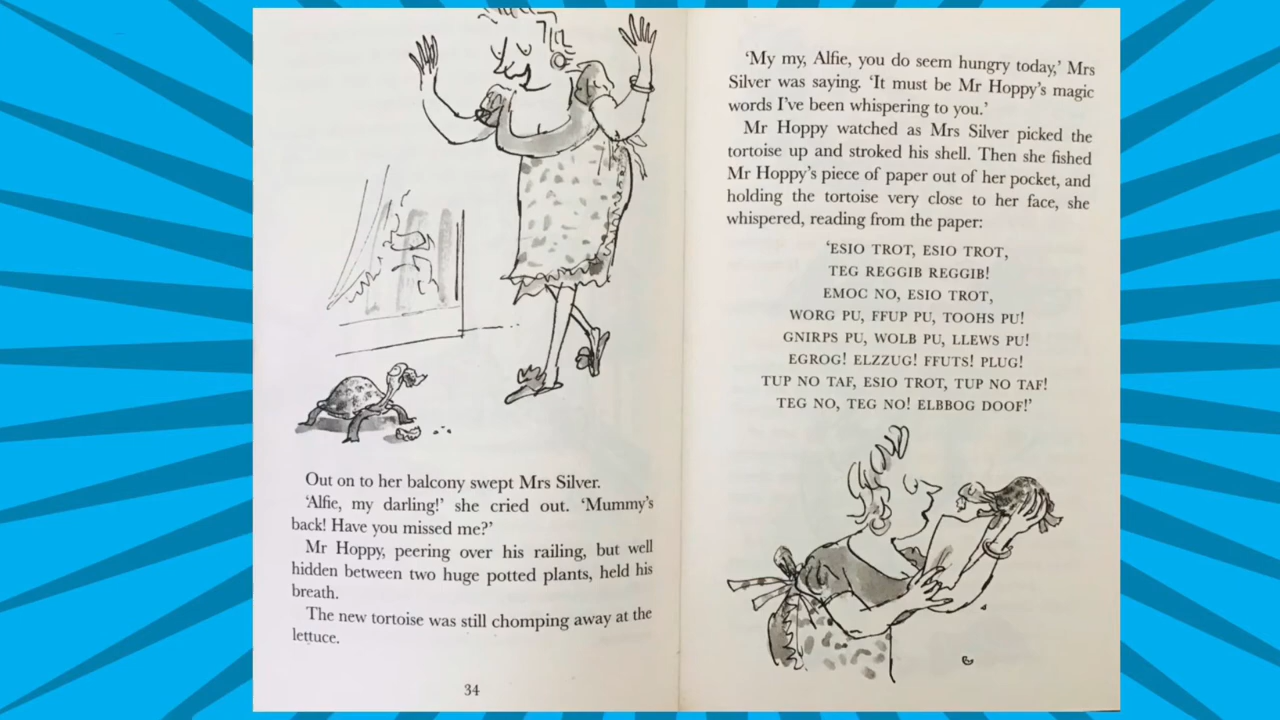 Out on to her balcony swept Mrs Silver.
‘Alfie, my darling!’ she cried out. ‘Mummy’s
back! Have you missed me?’
Mr Hoppy, peering over his railing, but well
hidden between two huge potted plants, held his
breath.
The new tortoise was still chomping away at the
lettuce.
34
‘My my, Alfie, you do seem hungry today,’ Mrs
Silver was saying. ‘It must be Mr Hoppy’s magic
words I’ve been whispering to you.’
Mr Hoppy watched as Mrs Silver picked the
tortoise up and stroked his shell. Then she fished
Mr Hoppy’s piece of paper out of her pocket, and
holding the tortoise very close to her face, she
whispered, reading from the paper:
‘ESIO TROT, ESIO TROT,
TEG REGGIB REGGIB!
EMOC NO, ESIO TROT,
WORG PU, FFUP PU, TOOHS PU!
GNIRPS PU, WOLB PU, LLEWS PU!
EGROG! ELZZUG! FFUTS! PLUG!
TUP NO TAF, ESIO TROT, TUP NO TAF!
TEG NO, TEG NO! ELBBOG DOOF!’